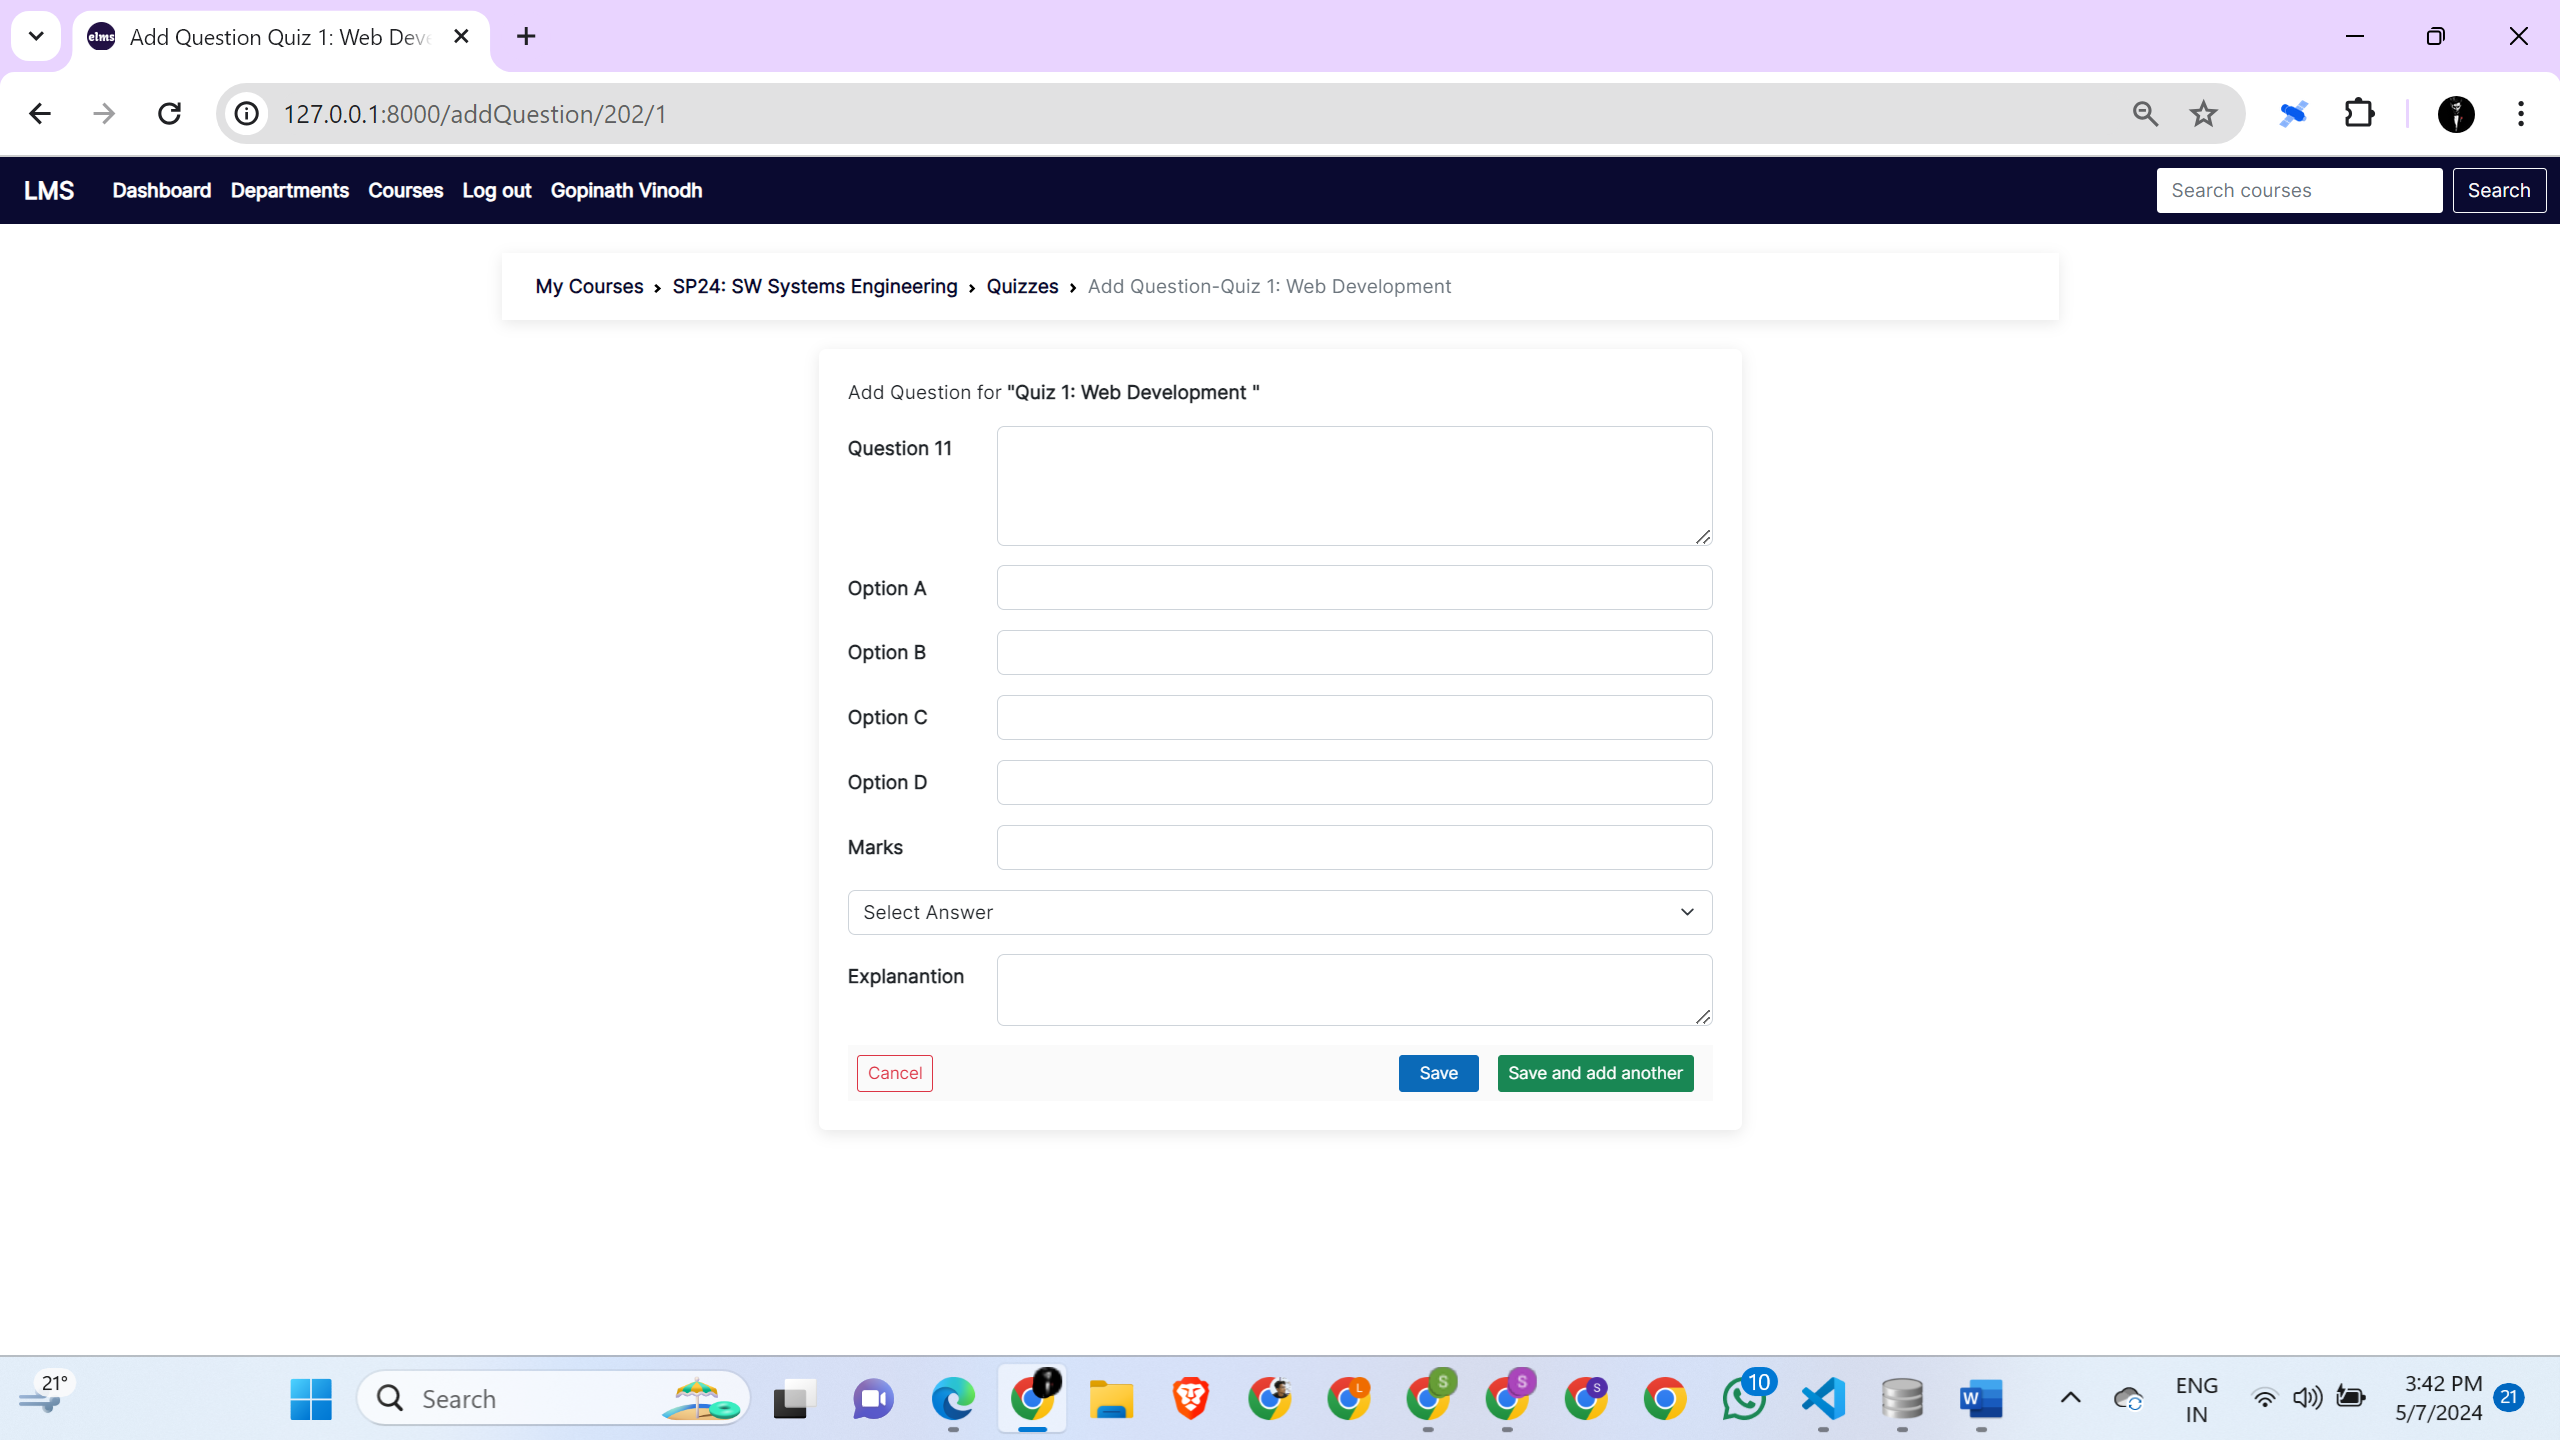 elms Add Question Quiz 1: Web Deve
127.0.0.1:8000/addQuestion/202/1
LMS Dashboard Departments Courses Log out Gopinath Vinodh Search courses Search
My Courses › SP24: SW Systems Engineering › Quizzes › Add Question-Quiz 1: Web Development
Add Question for "Quiz 1: Web Development "
Question 11
Option A
Option B
Option C
Option D
Marks
Select Answer
Explanantion
Cancel Save Save and add another
21° Search L S S S 10 W ENG 3:42 PM 21
IN 5/7/2024